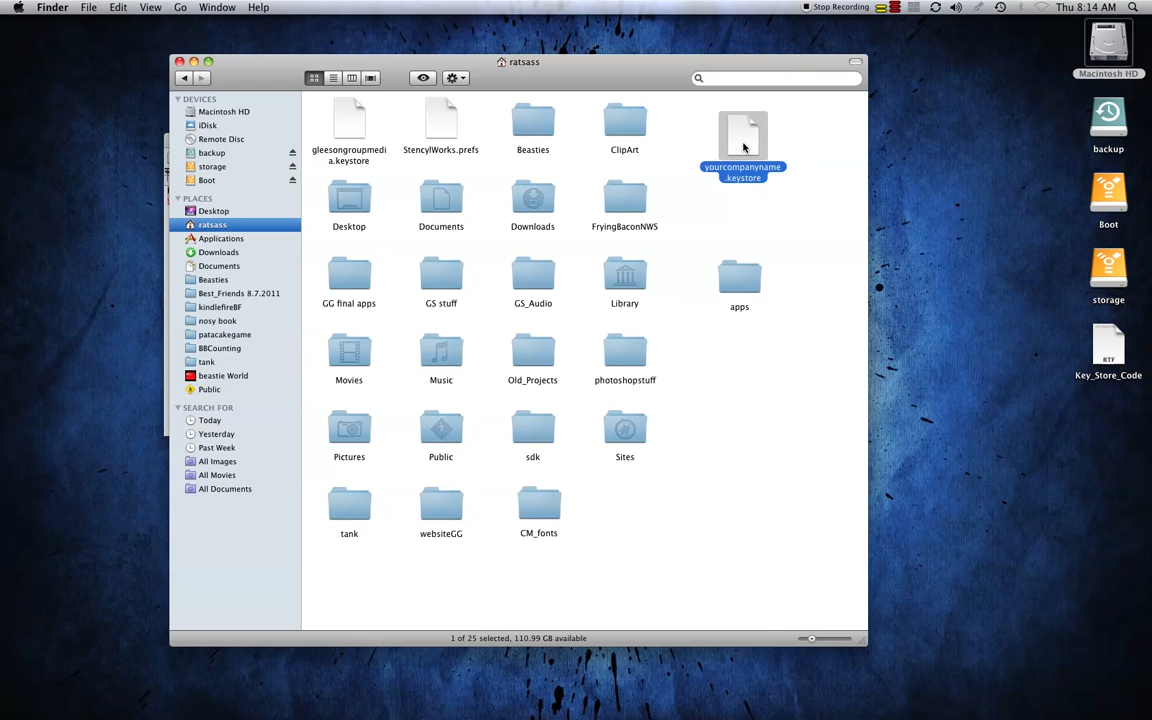 Finder File Edit View Go Window Help
Stop Recording
Thu 8:14 AM
ratsass
DEVICES
Macintosh HD
iDisk
Remote Disc
backup
storage
Boot
PLACES
Desktop
ratsass
Applications
Downloads
Documents
Beasties
Best_Friends 8.7.2011
kindlefireBF
nosy book
patacakegame
BBCounting
tank
beastie World
Public
SEARCH FOR
Today
Yesterday
Past Week
All Images
All Movies
All Documents
gleesongroupmedi
a.keystore
StencylWorks.prefs
Beasties
ClipArt
yourcompanyname
.keystore
Desktop
Documents
Downloads
FryingBaconNWS
GG final apps
GS stuff
GS_Audio
Library
apps
Movies
Music
Old_Projects
photoshopstuff
Pictures
Public
sdk
Sites
tank
websiteGG
CM_fonts
1 of 25 selected, 110.99 GB available
Macintosh HD
backup
Boot
storage
RTF
Key_Store_Code